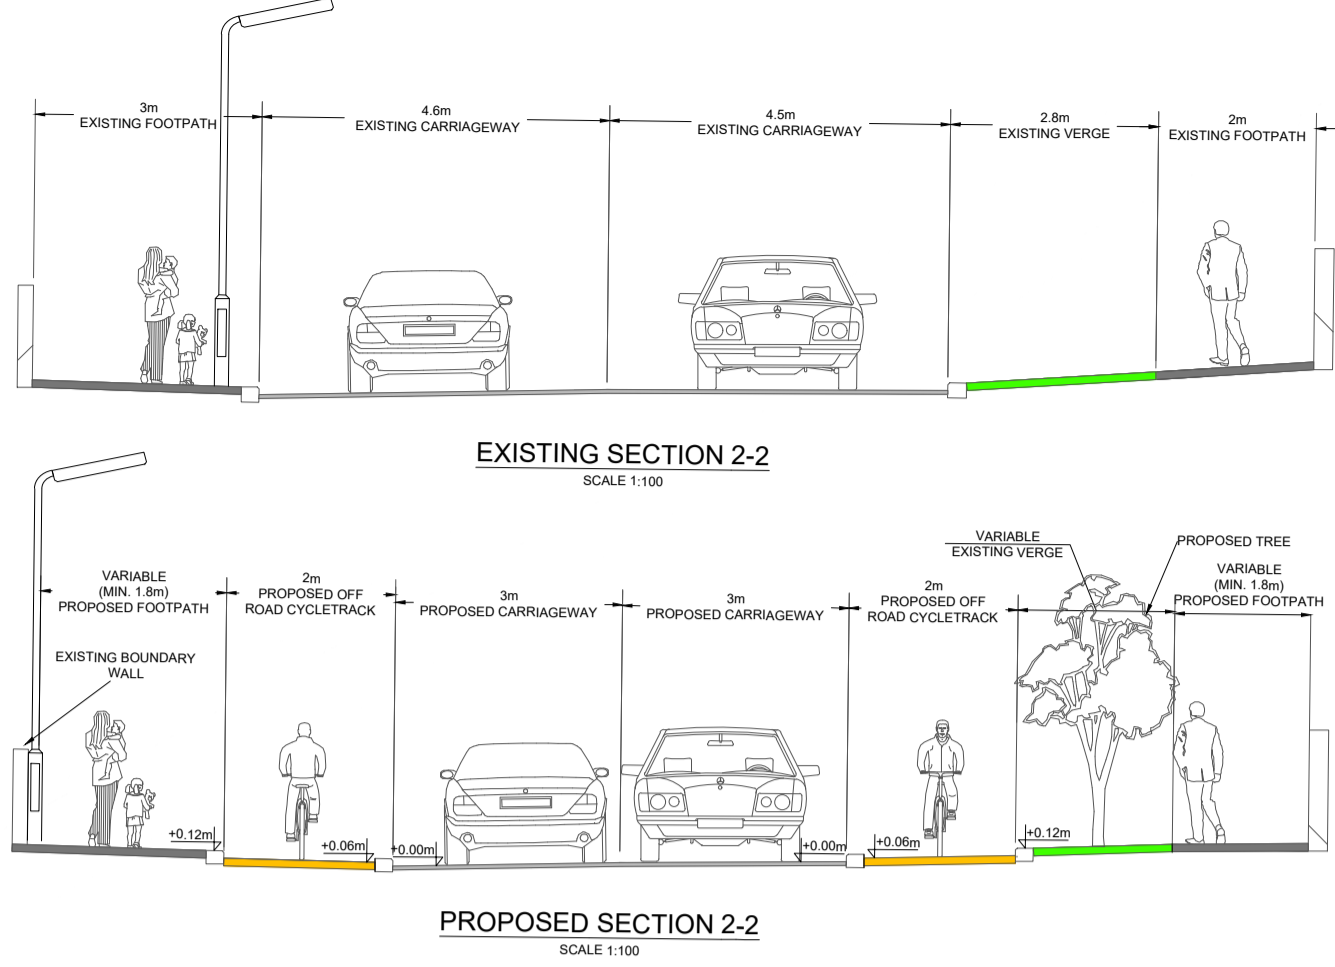 3m
EXISTING FOOTPATH
4.6m
EXISTING CARRIAGEWAY
4.5m
EXISTING CARRIAGEWAY
2.8m
EXISTING VERGE
2m
EXISTING FOOTPATH
EXISTING SECTION 2-2
SCALE 1:100
VARIABLE
(MIN. 1.8m)
PROPOSED FOOTPATH
2m
PROPOSED OFF
ROAD CYCLETRACK
3m
PROPOSED CARRIAGEWAY
3m
PROPOSED CARRIAGEWAY
2m
PROPOSED OFF
ROAD CYCLETRACK
VARIABLE
EXISTING VERGE
PROPOSED TREE
VARIABLE
(MIN. 1.8m)
PROPOSED FOOTPATH
EXISTING BOUNDARY
WALL
+0.12m
+0.06m
+0.00m
+0.00m
+0.06m
+0.12m
PROPOSED SECTION 2-2
SCALE 1:100